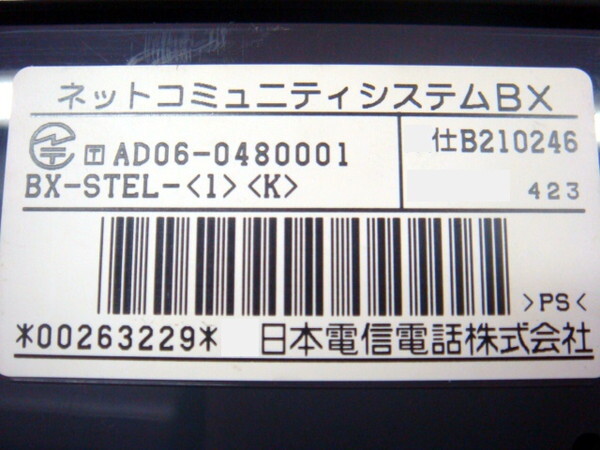 ネットコミュニティシステムBX
〒 AD06-0480001
仕B210246
BX-STEL-<1><K>
423
>PS<
*00263229*
日本電信電話株式会社